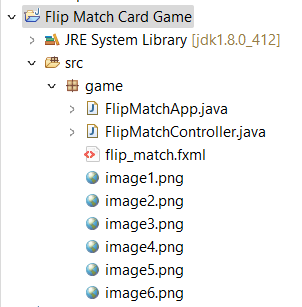 Flip Match Card Game
JRE System Library [jdk1.8.0_412]
src
game
FlipMatchApp.java
FlipMatchController.java
flip_match.fxml
image1.png
image2.png
image3.png
image4.png
image5.png
image6.png